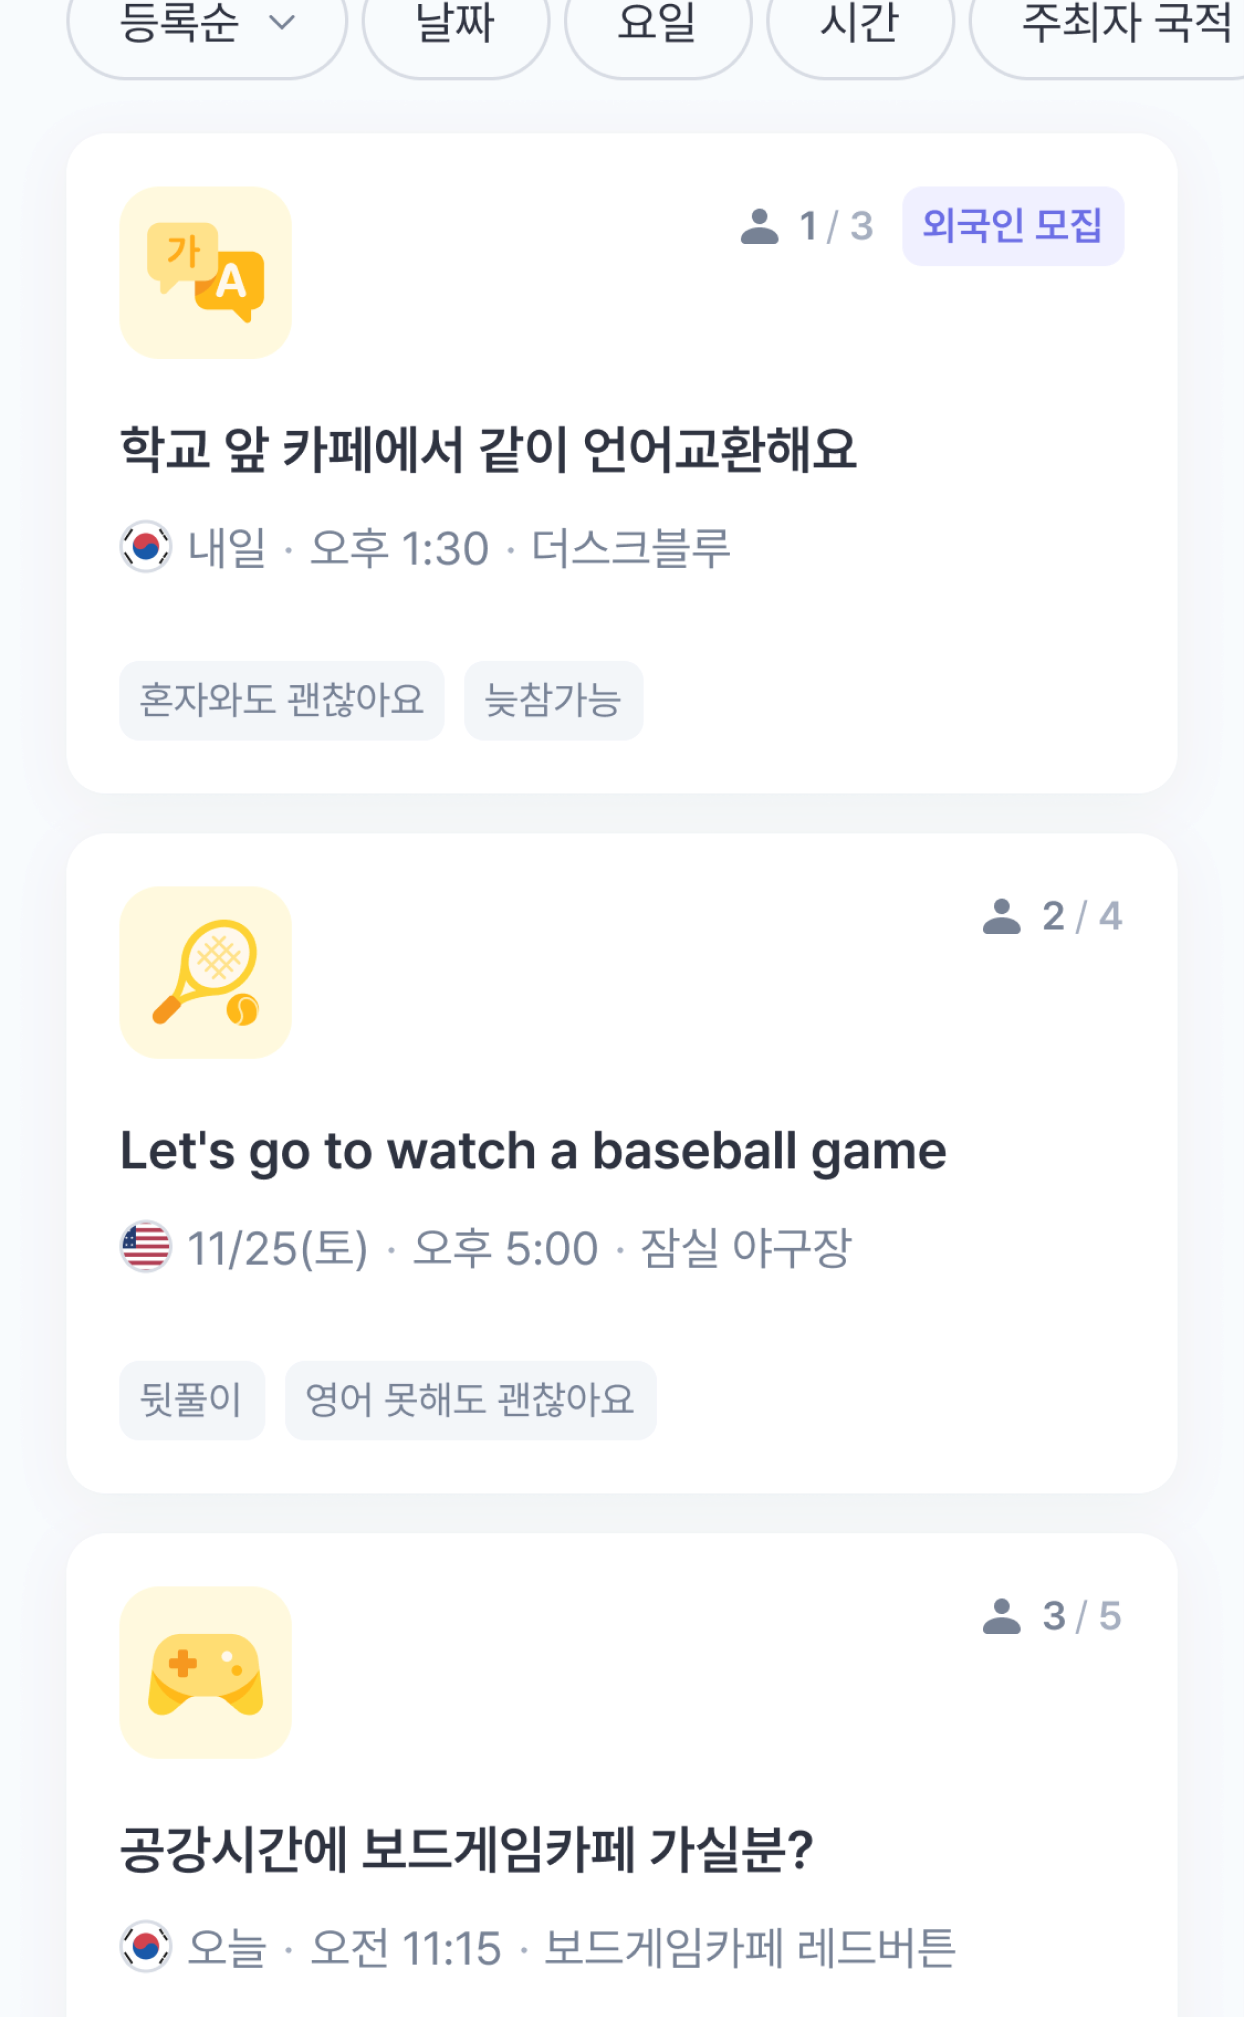 등록순 날짜 요일 시간 주최자 국적
가 A
1 / 3 외국인 모집
학교 앞 카페에서 같이 언어교환해요
내일 · 오후 1:30 · 더스크블루
혼자와도 괜찮아요 늦참가능
2 / 4
Let's go to watch a baseball game
11/25(토) · 오후 5:00 · 잠실 야구장
뒷풀이 영어 못해도 괜찮아요
3 / 5
공강시간에 보드게임카페 가실분?
오늘 · 오전 11:15 · 보드게임카페 레드버튼